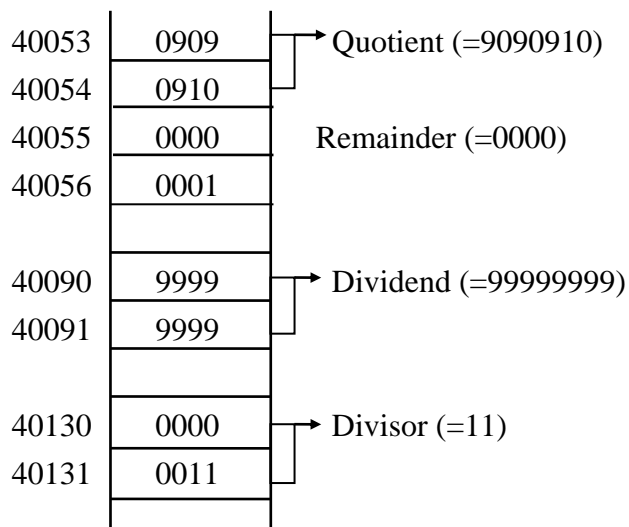 40053 0909 Quotient (=9090910)
40054 0910
40055 0000 Remainder (=0000)
40056 0001
40090 9999 Dividend (=99999999)
40091 9999
40130 0000 Divisor (=11)
40131 0011